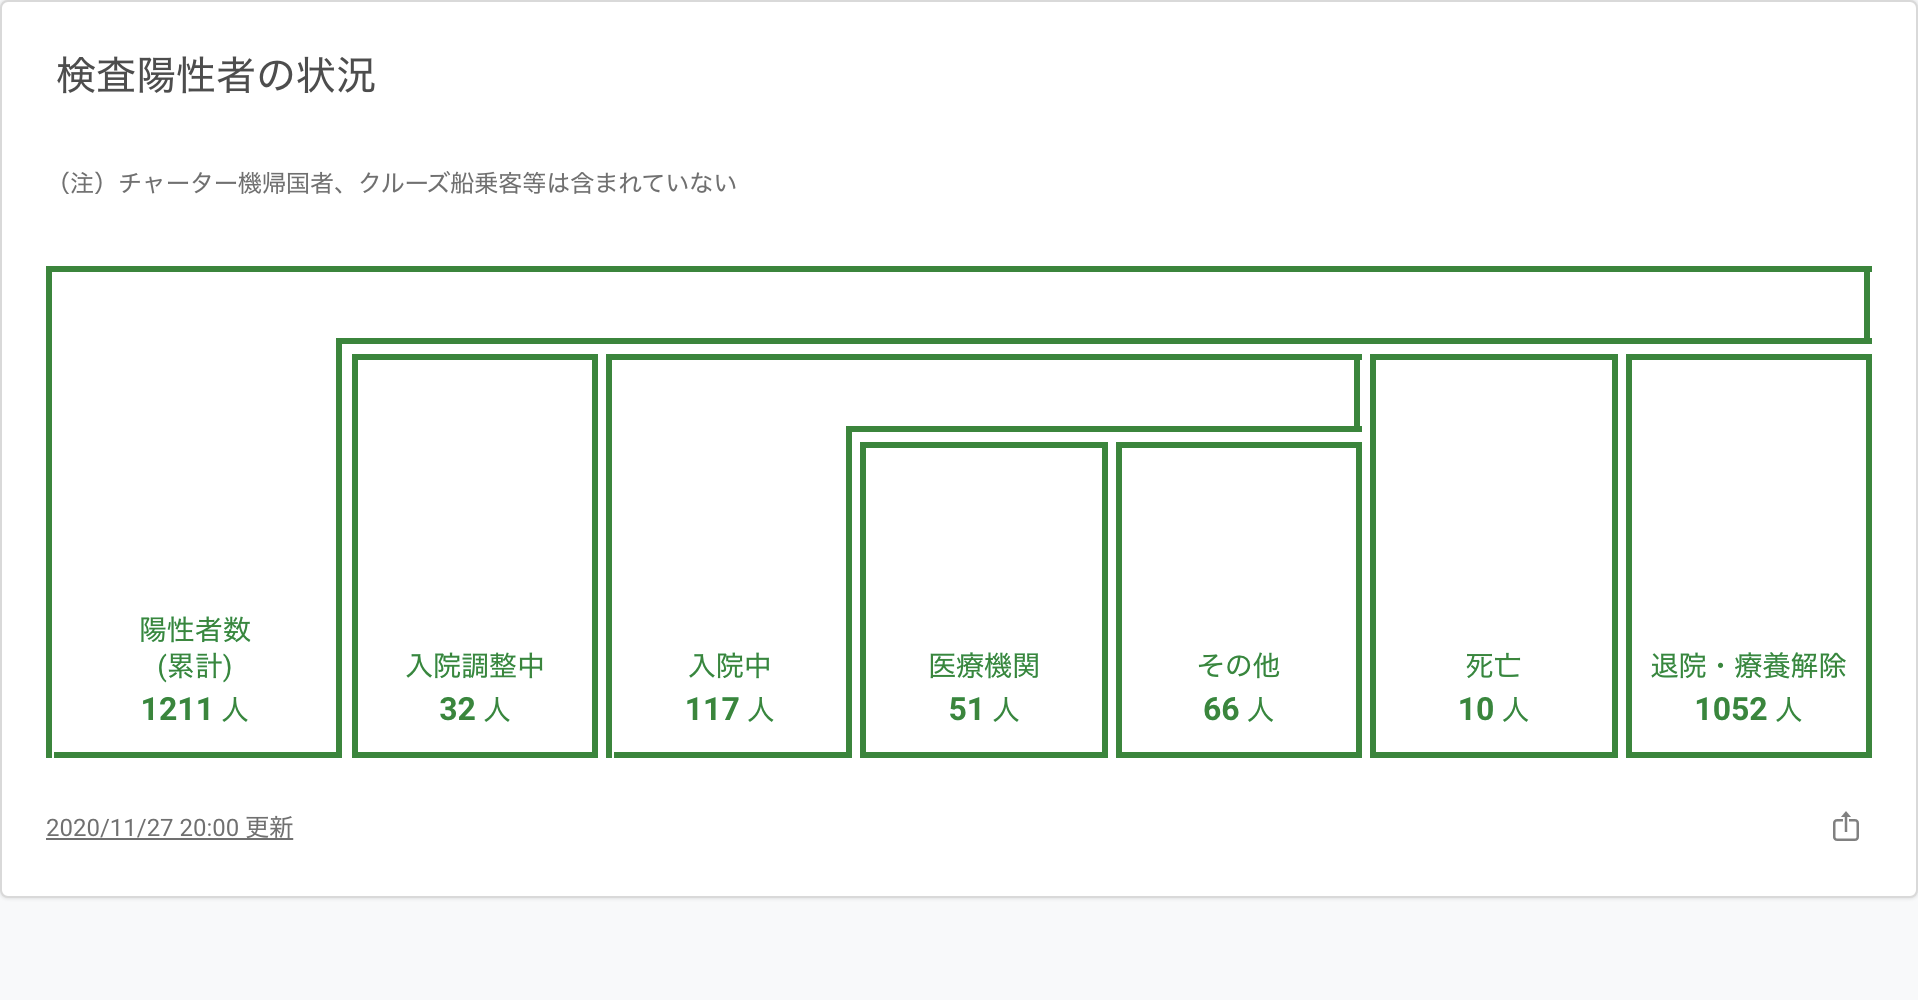 検査陽性者の状況
（注）チャーター機帰国者、クルーズ船乗客等は含まれていない
陽性者数
(累計)
1211 人
入院調整中
32 人
入院中
117 人
医療機関
51 人
その他
66 人
死亡
10 人
退院・療養解除
1052 人
2020/11/27 20:00 更新